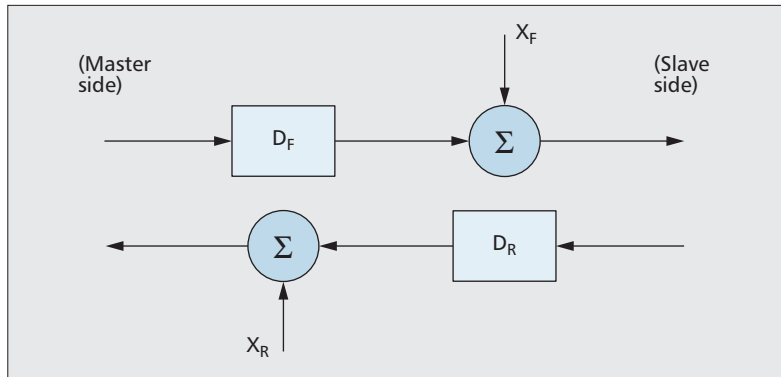 X_F
(Master
side)
(Slave
side)
D_F
Σ
Σ
D_R
X_R